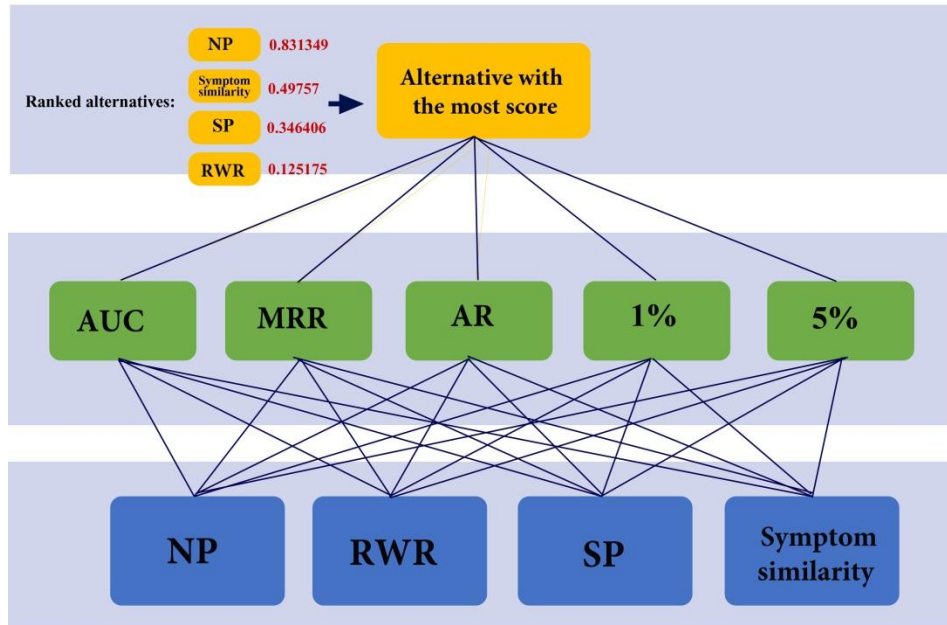 Ranked alternatives:
NP 0.831349
Symptom
similarity 0.49757
SP 0.346406
RWR 0.125175
Alternative with
the most score
AUC
MRR
AR
1%
5%
NP
RWR
SP
Symptom
similarity